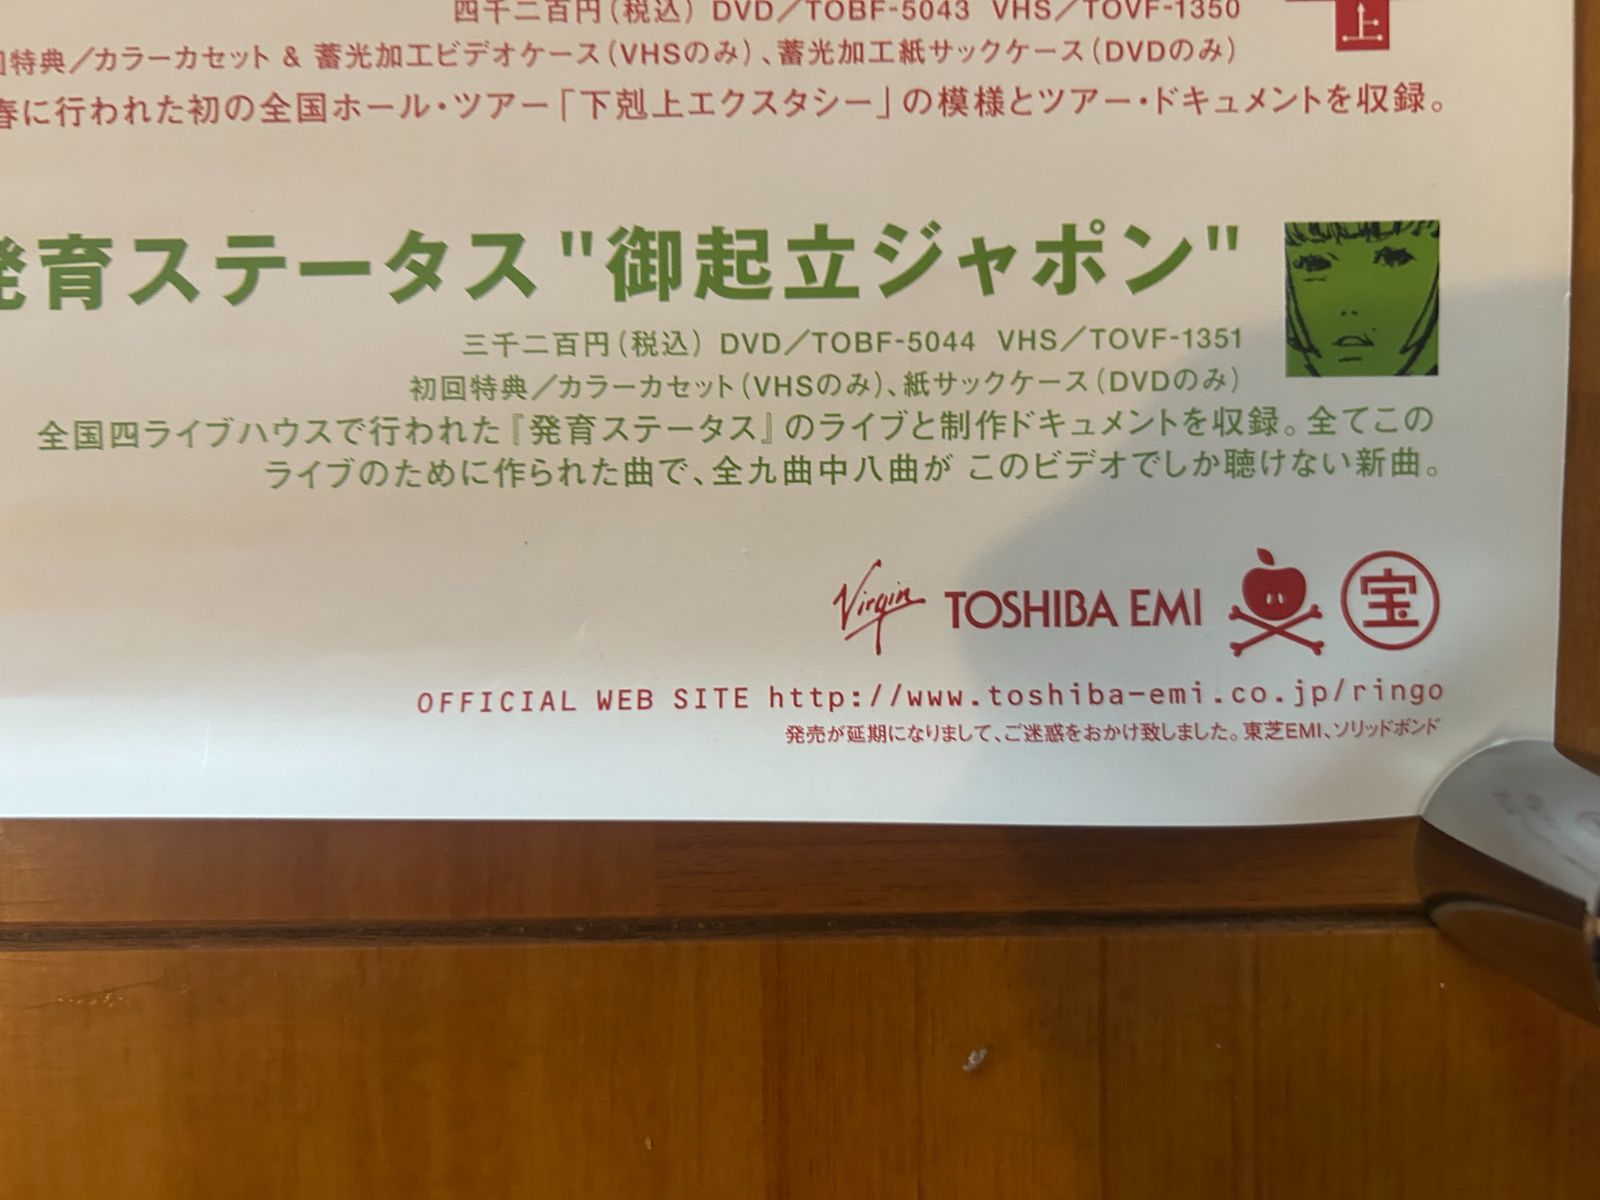 四千二百円(税込) DVD/TOBF-5043 VHS/TOVF-1350
上
回特典/カラーカセット & 蓄光加工ビデオケース(VHSのみ)、蓄光加工紙サックケース(DVDのみ)
春に行われた初の全国ホール・ツアー「下剋上エクスタシー」の模様とツアー・ドキュメントを収録。
発育ステータス"御起立ジャポン"
三千二百円(税込) DVD/TOBF-5044 VHS/TOVF-1351
初回特典/カラーカセット(VHSのみ)、紙サックケース(DVDのみ)
全国四ライブハウスで行われた『発育ステータス』のライブと制作ドキュメントを収録。全てこの
ライブのために作られた曲で、全九曲中八曲が このビデオでしか聴けない新曲。
Virgin TOSHIBA EMI 宝
OFFICIAL WEB SITE http://www.toshiba-emi.co.jp/ringo
発売が延期になりまして、ご迷惑をおかけ致しました。東芝EMI、ソリッドボンド